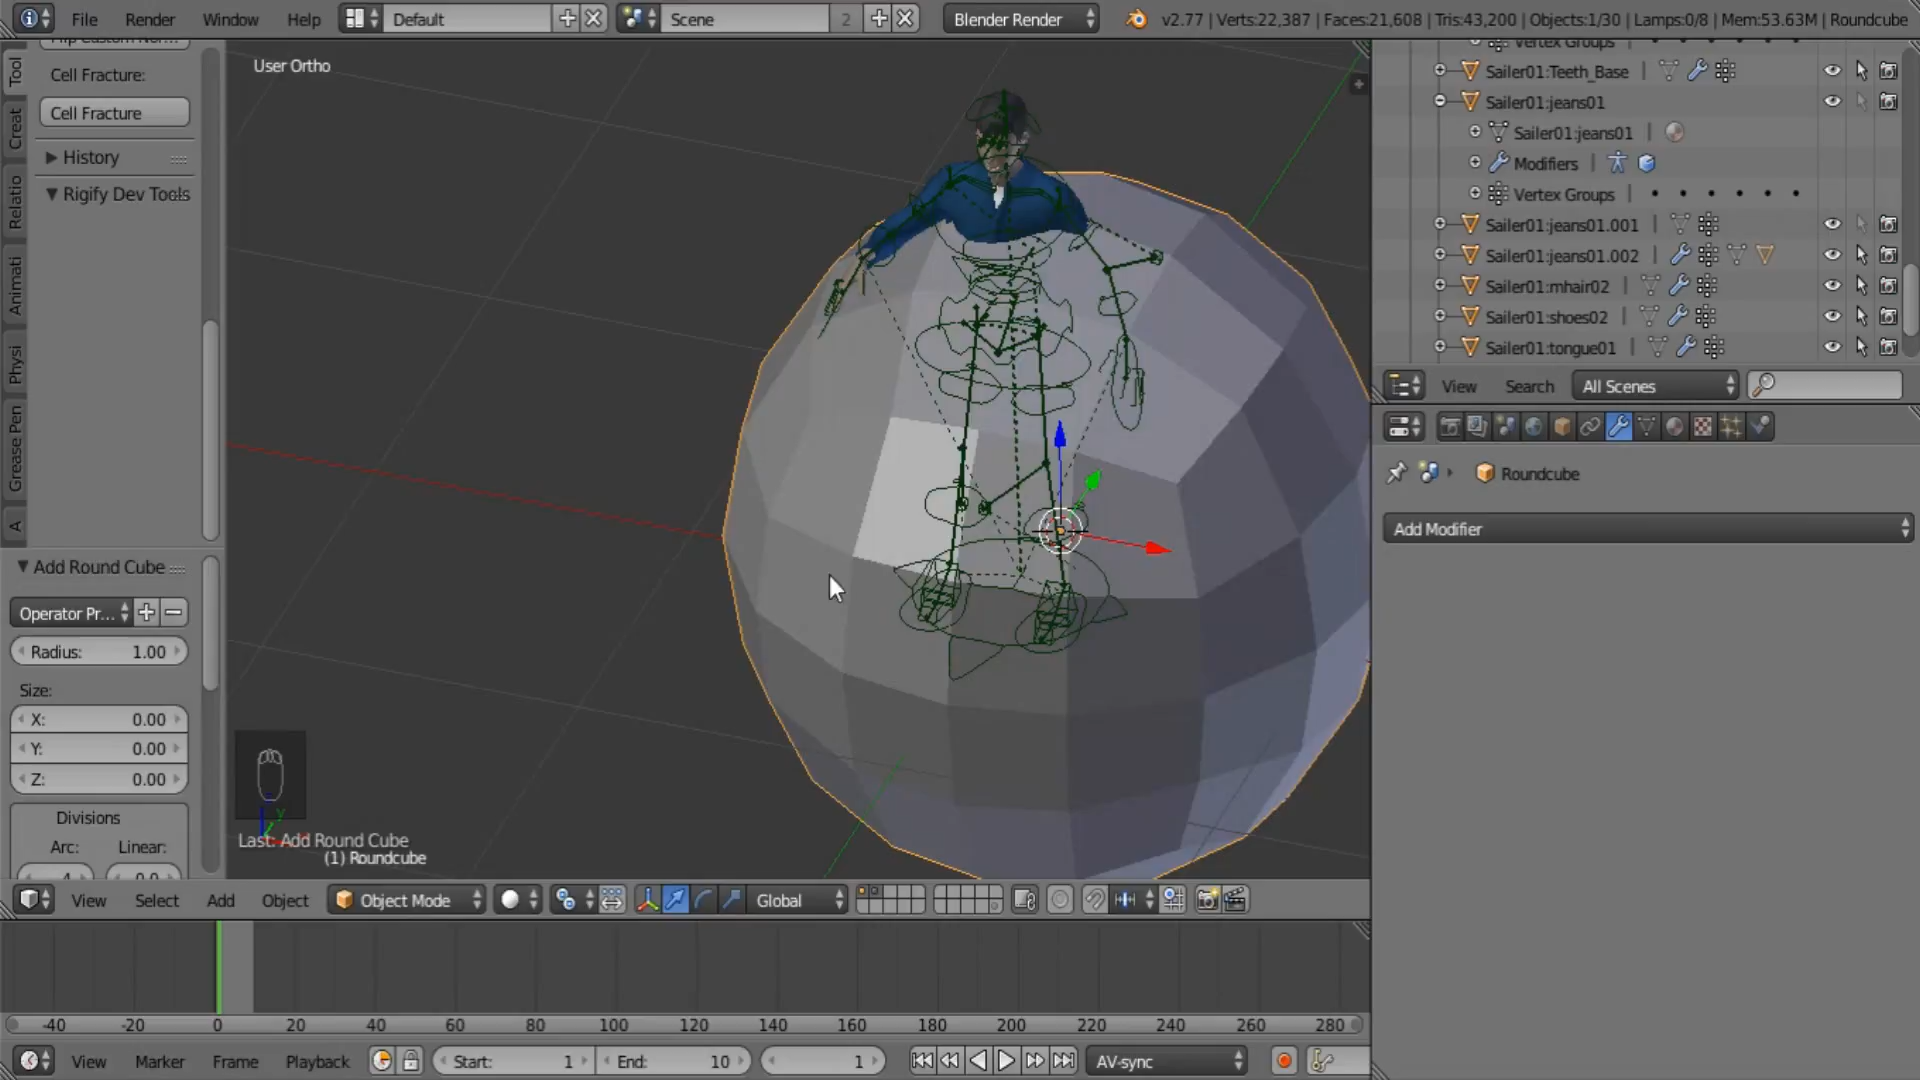 File Render Window Help Default Scene 2 Blender Render v2.77 | Verts:22,387 | Faces:21,608 | Tris:43,200 | Objects:1/30 | Lamps:0/8 | Mem:53.63M | Roundcube
Tool
Creat
Relatio
Animati
Physi
Grease Pen
A
Cell Fracture:
Cell Fracture
History
Rigify Dev Tools
Add Round Cube
Operator Pr...
Radius: 1.00
Size:
X: 0.00
Y: 0.00
Z: 0.00
Divisions
Arc: Linear:
User Ortho
Last: Add Round Cube
(1) Roundcube
View Select Add Object Object Mode Global
Vertex Groups
Sailer01:Teeth_Base
Sailer01:jeans01
Sailer01:jeans01
Modifiers
Vertex Groups
Sailer01:jeans01.001
Sailer01:jeans01.002
Sailer01:mhair02
Sailer01:shoes02
Sailer01:tongue01
View Search All Scenes
Roundcube
Add Modifier
-40 -20 0 20 40 60 80 100 120 140 160 180 200 220 240 260 280
View Marker Frame Playback Start: 1 End: 10 1 AV-sync